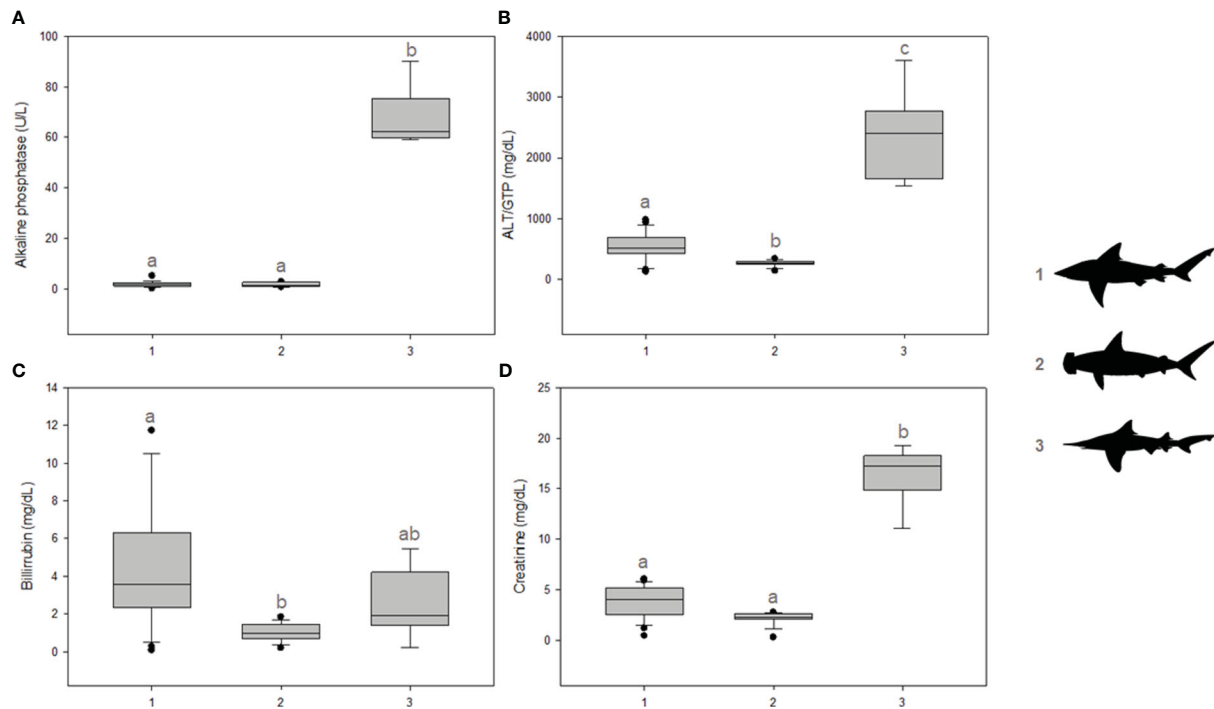 A
Alkaline phosphatase (U/L)
100
80
60
40
20
0
a
a
b
1
2
3
B
ALT/GTP (mg/dL)
4000
3000
2000
1000
0
a
b
c
1
2
3
C
Billirrubin (mg/dL)
14
12
10
8
6
4
2
0
a
b
ab
1
2
3
D
Creatinine (mg/dL)
25
20
15
10
5
0
a
a
b
1
2
3
1
2
3